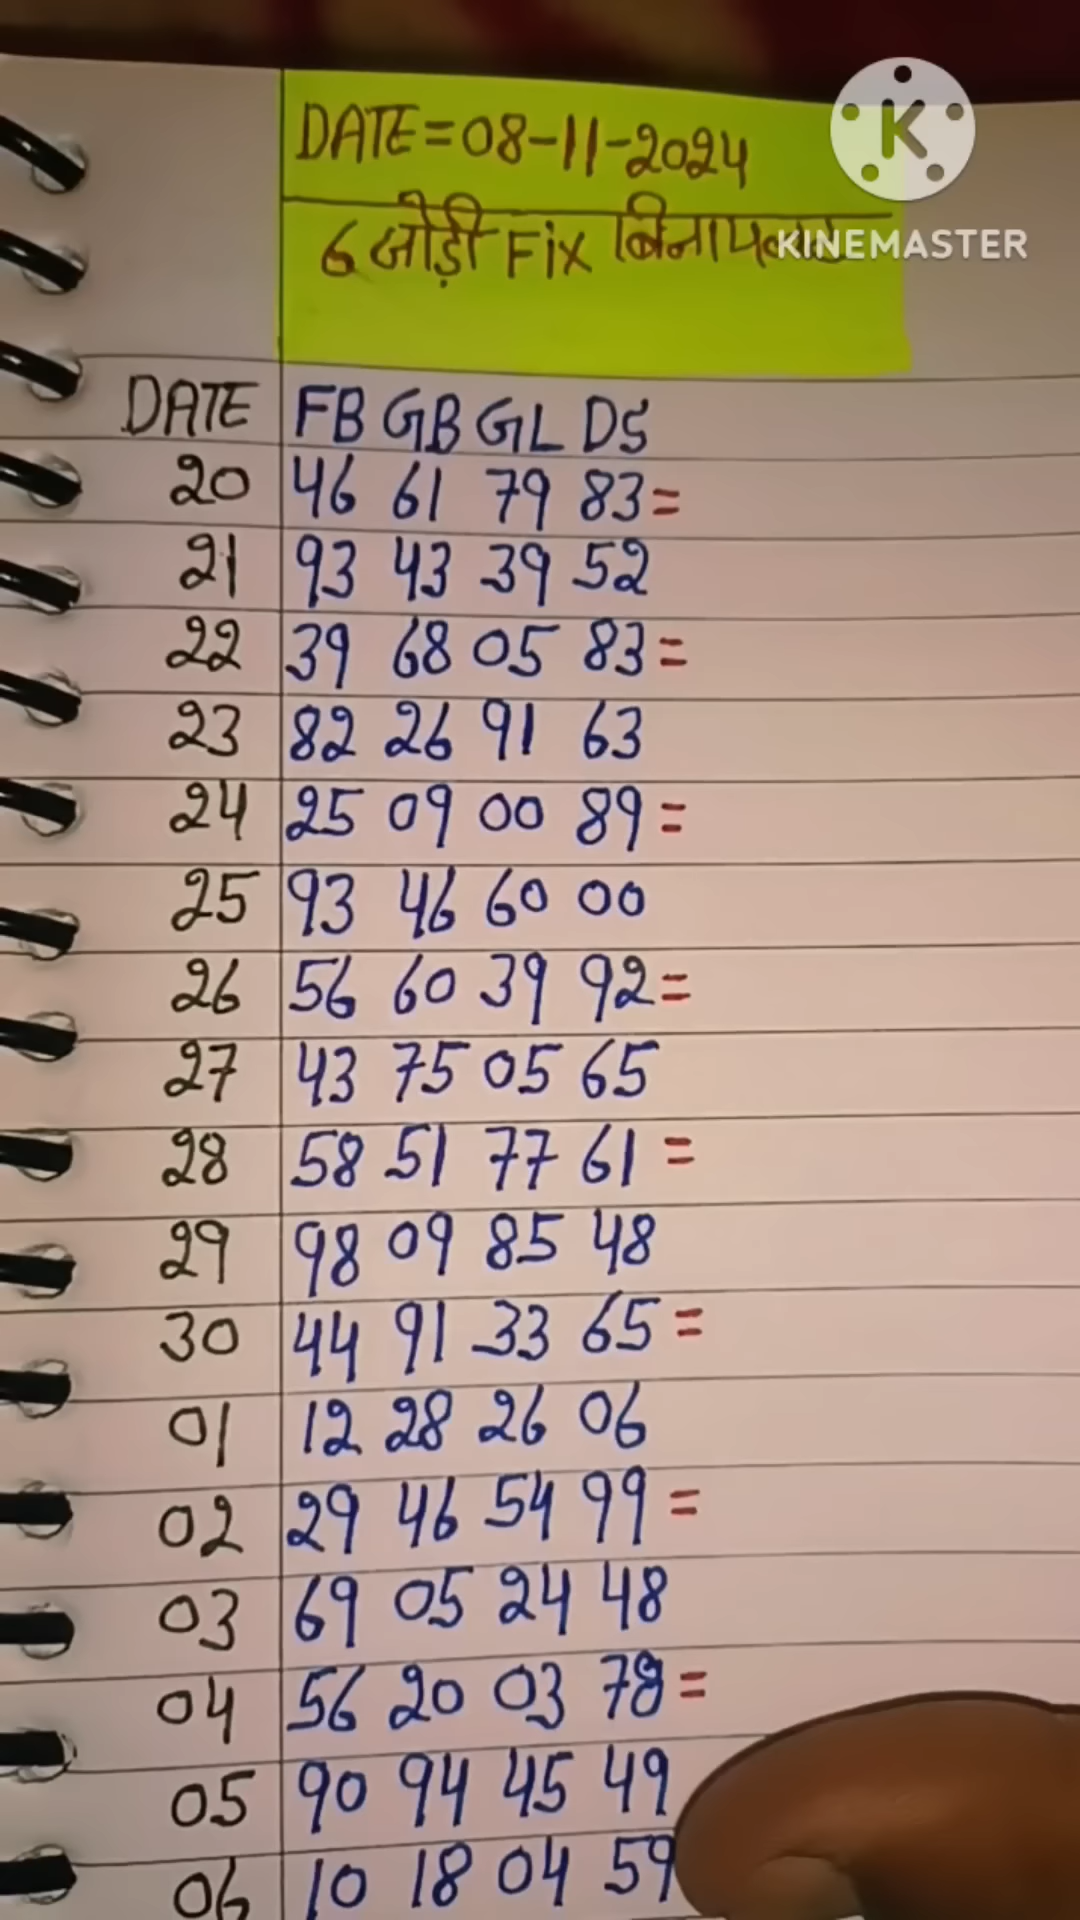 DATE=08-11-2024
K
6 जोड़ी Fix बिना
KINEMASTER
DATE FB GB GL DS
20 46 61 79 83=
21 93 43 39 52
22 39 68 05 83=
23 82 26 91 63
24 25 09 00 89=
25 93 46 60 00
26 56 60 39 92=
27 43 75 05 65
28 58 51 77 61=
29 98 09 85 48
30 44 91 33 65=
01 12 28 26 06
02 29 46 54 99=
03 69 05 24 48
04 56 20 03 78=
05 90 94 45 49
06 10 18 04 59